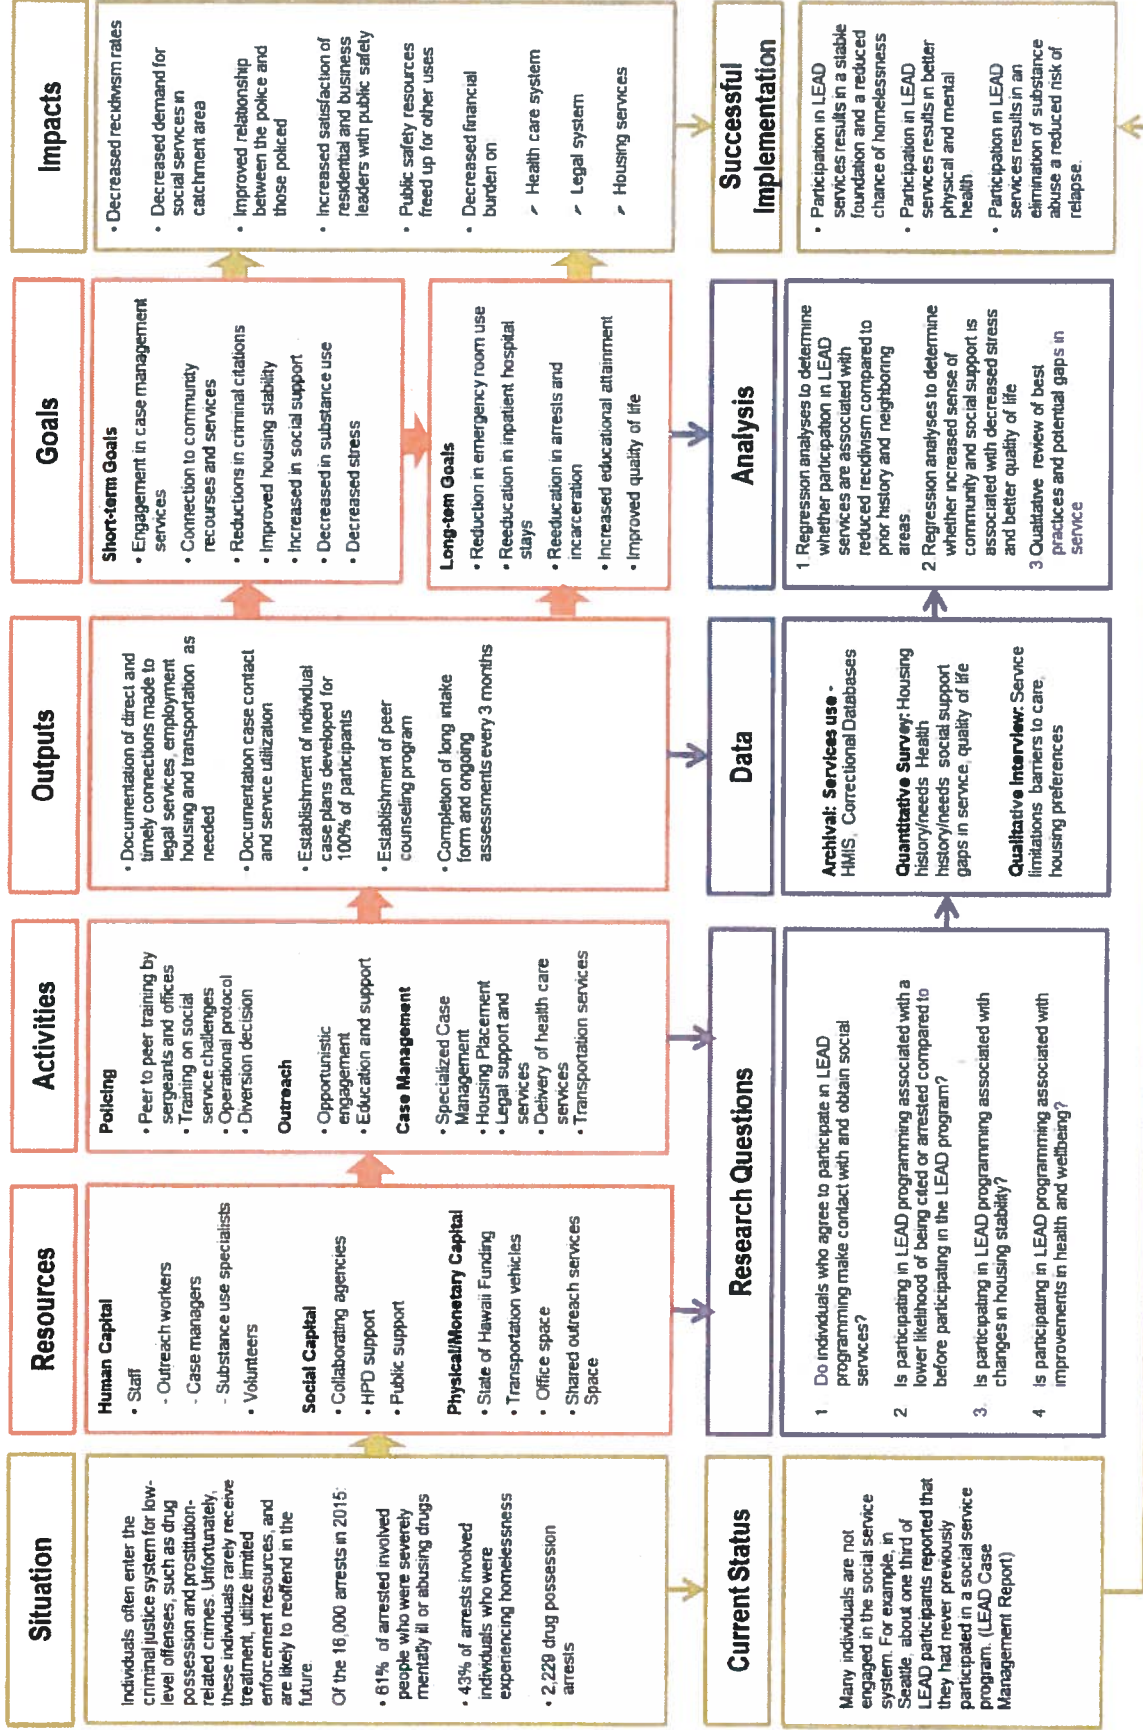 Situation
Individuals often enter the
criminal justice system for low-
level offenses, such as drug
possession and prostitution-
related crimes. Unfortunately,
these individuals rarely receive
treatment, utilize limited
enforcement resources, and
are likely to reoffend in the
future.
Of the 16,000 arrests in 2015:
• 61% of arrested involved
people who were severely
mentally ill or abusing drugs
• 43% of arrests involved
individuals who were
experiencing homelessness
• 2,229 drug possession
arrests
Resources
Human Capital
• Staff
- Outreach workers
- Case managers
- Substance use specialists
• Volunteers
Social Capital
• Collaborating agencies
• HPD support
• Public support
Physical/Monetary Capital
• State of Hawaii Funding
• Transportation vehicles
• Office space
• Shared outreach services
Space
Activities
Policing
• Peer to peer training by
sergeants and offices
• Training on social
service challenges
• Operational protocol
• Diversion decision
Outreach
• Opportunistic
engagement
• Education and support
Case Management
• Specialized Case
Management
• Housing Placement
• Legal support and
services
• Delivery of health care
services
• Transportation services
Outputs
• Documentation of direct and
timely connections made to
legal services, employment
housing and transportation as
needed
• Documentation case contact
and service utilization
• Establishment of individual
case plans developed for
100% of participants
• Establishment of peer
counseling program
• Completion of long intake
form and ongoing
assessments every 3 months
Goals
Short-term Goals
• Engagement in case management
services
• Connection to community
recourses and services
• Reductions in criminal citations
• Improved housing stability
• Increased in social support
• Decreased in substance use
• Decreased stress
Long-term Goals
• Reduction in emergency room use
• Reeducation in inpatient hospital
stays
• Reeducation in arrests and
incarceration
• Increased educational attainment
• Improved quality of life
Impacts
• Decreased recidivism rates
• Decreased demand for
social services in
catchment area
• Improved relationship
between the police and
those policed
• Increased satisfaction of
residential and business
leaders with public safety
• Public safety resources
freed up for other uses
• Decreased financial
burden on:
✓ Health care system
✓ Legal system
✓ Housing services
Current Status
Many individuals are not
engaged in the social service
system. For example, in
Seattle, about one third of
LEAD participants reported that
they had never previously
participated in a social service
program. (LEAD Case
Management Report)
Research Questions
1. Do individuals who agree to participate in LEAD
programming make contact with and obtain social
services?
2 Is participating in LEAD programming associated with a
lower likelihood of being cited or arrested compared to
before participating in the LEAD program?
3. Is participating in LEAD programming associated with
changes in housing stability?
4 Is participating in LEAD programming associated with
improvements in health and wellbeing?
Data
Archival: Services use -
HMIS, Correctional Databases
Quantitative Survey: Housing
history/needs Health
history/needs social support
gaps in service, quality of life
Qualitative Interview: Service
limitations barriers to care,
housing preferences
Analysis
1. Regression analyses to determine
whether participation in LEAD
services are associated with
reduced recidivism compared to
prior history and neighboring
areas.
2 Regression analyses to determine
whether increased sense of
community and social support is
associated with decreased stress
and better quality of life
3 Qualitative review of best
practices and potential gaps in
service
Successful
Implementation
• Participation in LEAD
services results in a stable
foundation and a reduced
chance of homelessness
• Participation in LEAD
services results in better
physical and mental
health.
• Participation in LEAD
services results in an
elimination of substance
abuse a reduced risk of
relapse.